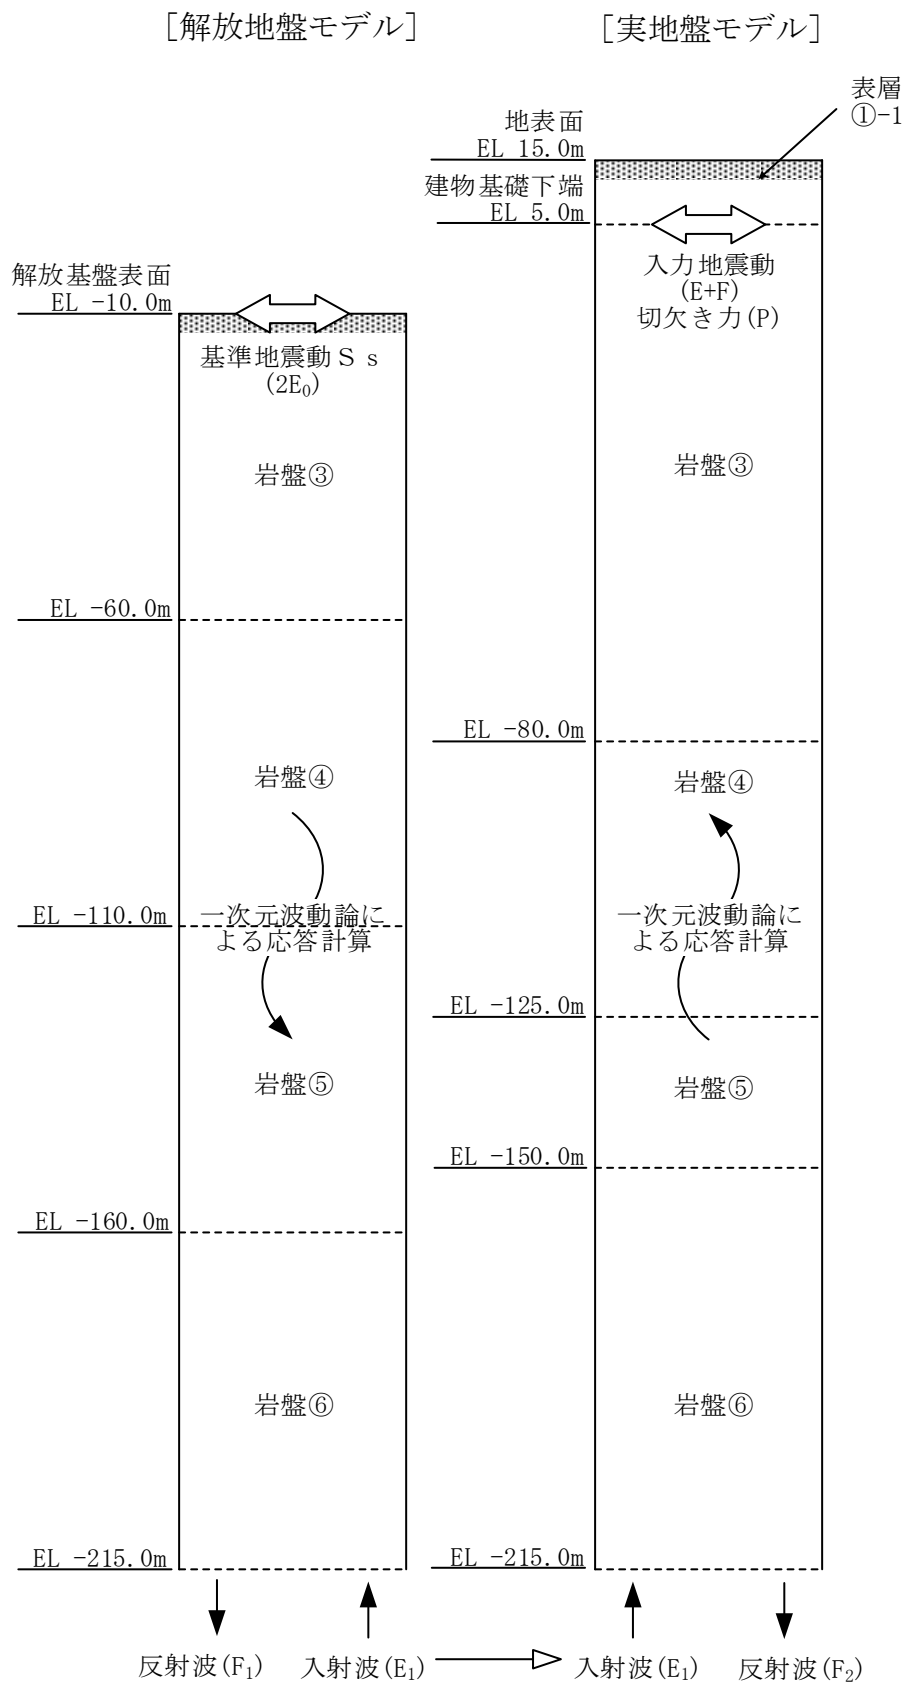 [解放地盤モデル]
[実地盤モデル]
表層
①-1
地表面
EL 15.0m
建物基礎下端
EL 5.0m
入力地震動
(E+F)
切欠き力(P)
解放基盤表面
EL -10.0m
基準地震動Ｓｓ
(2E₀)
岩盤③
岩盤③
EL -60.0m
EL -80.0m
岩盤④
岩盤④
EL -110.0m
一次元波動論に
よる応答計算
一次元波動論に
よる応答計算
EL -125.0m
岩盤⑤
岩盤⑤
EL -150.0m
EL -160.0m
岩盤⑥
岩盤⑥
EL -215.0m
EL -215.0m
反射波(F₁)
入射波(E₁)
入射波(E₁)
反射波(F₂)